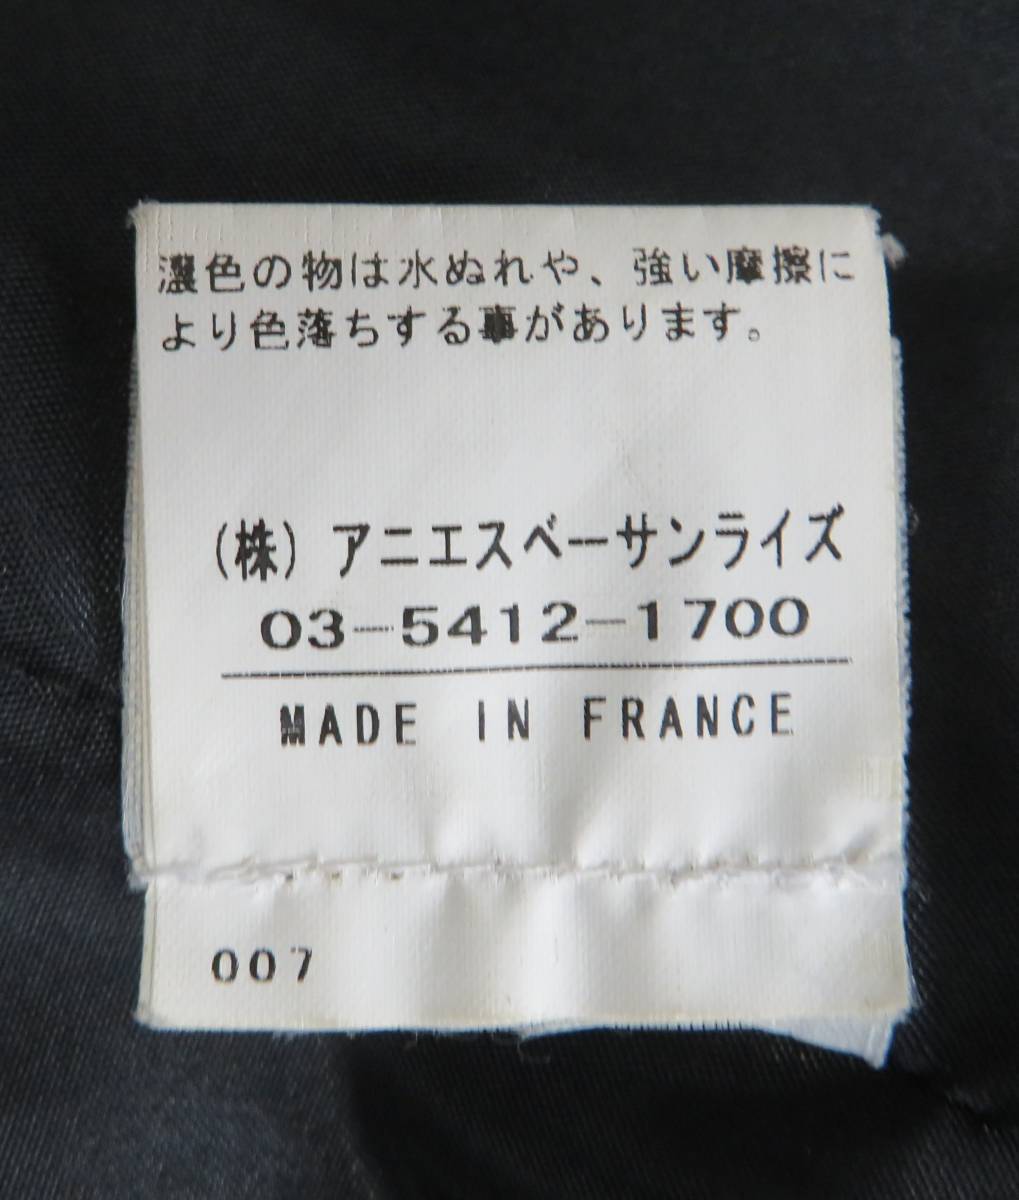 濃色の物は水ぬれや、強い摩擦に
より色落ちする事があります。
(株)アニエスベーサンライズ
03-5412-1700
MADE IN FRANCE
007